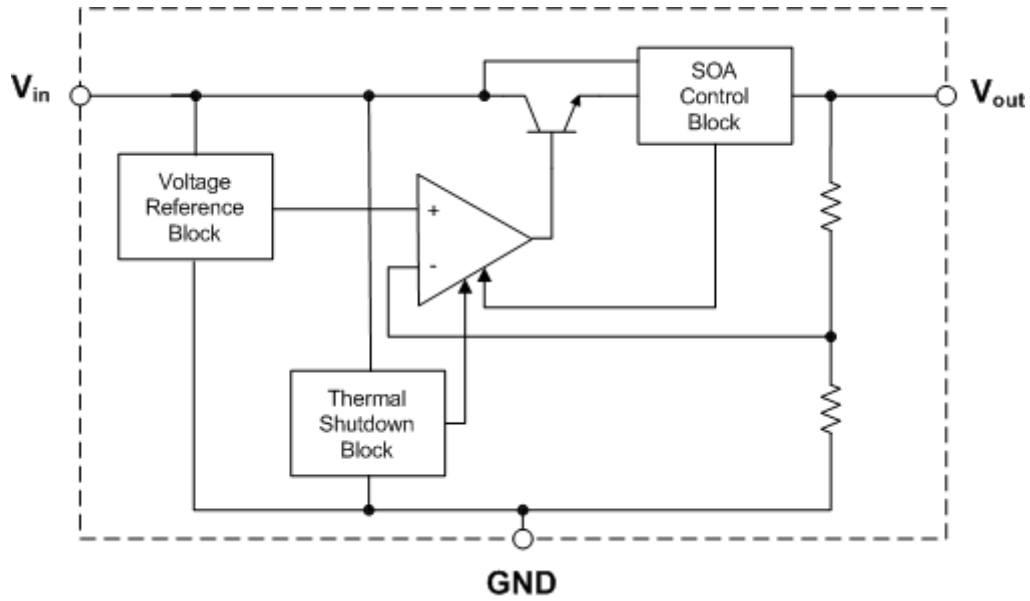 Vin
SOA
Control
Block
Vout
Voltage
Reference
Block
+
-
Thermal
Shutdown
Block
GND